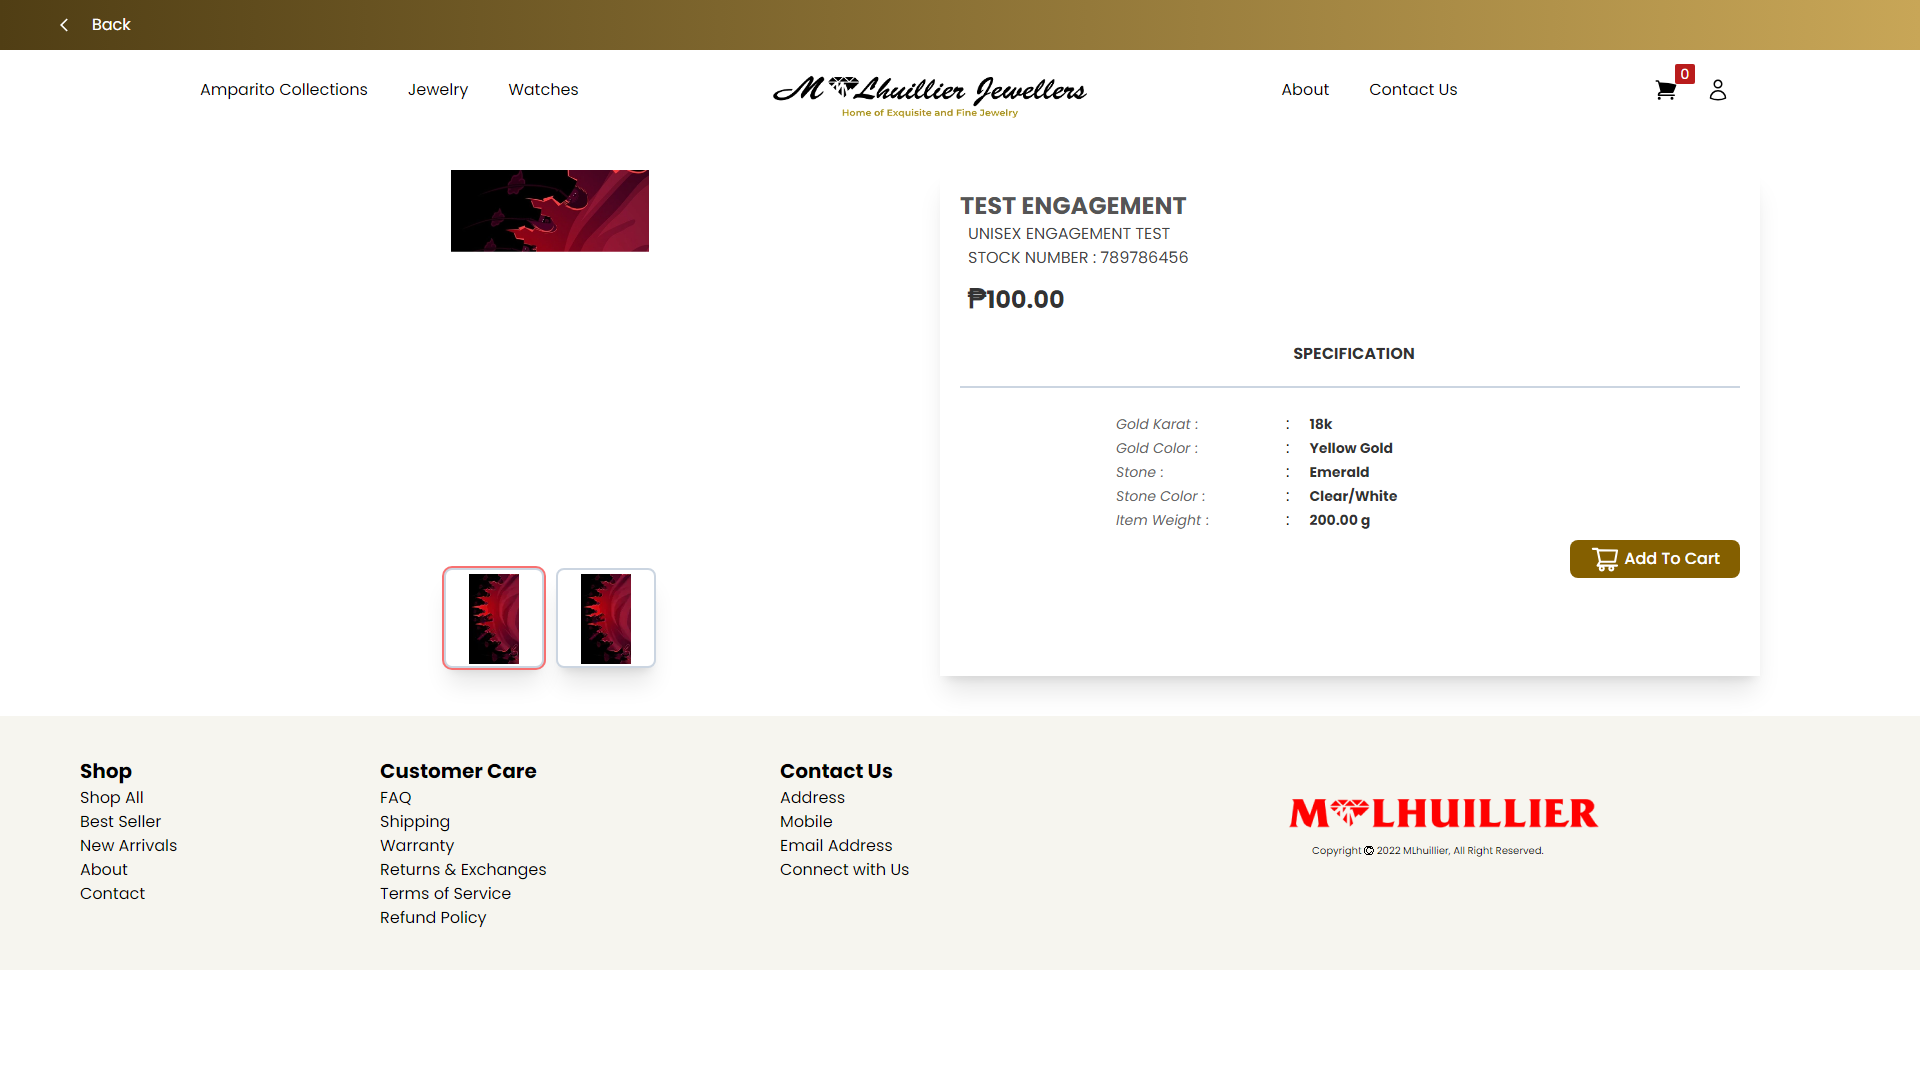 Back
Amparito Collections
Jewelry
Watches
M Lhuillier Jewellers
Home of Exquisite and Fine Jewelry
About
Contact Us
0
TEST ENGAGEMENT
UNISEX ENGAGEMENT TEST
STOCK NUMBER : 789786456
₱100.00
SPECIFICATION
Gold Karat : : 18k
Gold Color : : Yellow Gold
Stone : : Emerald
Stone Color : : Clear/White
Item Weight : : 200.00 g
Add To Cart
Shop
Shop All
Best Seller
New Arrivals
About
Contact
Customer Care
FAQ
Shipping
Warranty
Returns & Exchanges
Terms of Service
Refund Policy
Contact Us
Address
Mobile
Email Address
Connect with Us
M LHUILLIER
Copyright © 2022 MLhuillier, All Right Reserved.